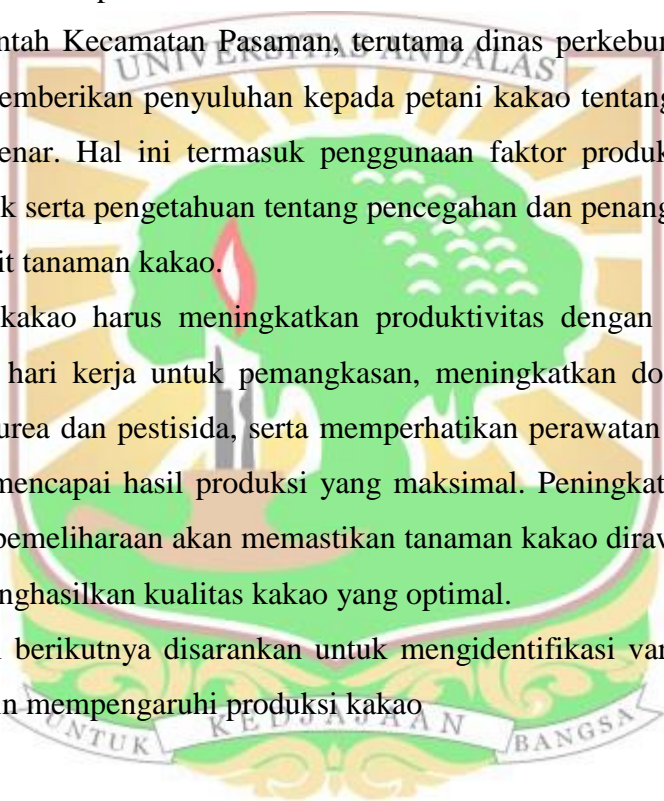 ntah Kecamatan Pasaman, terutama dinas perkebun
UNIVERSITAS ANDALAS
emberikan penyuluhan kepada petani kakao tentang
enar. Hal ini termasuk penggunaan faktor produk
k serta pengetahuan tentang pencegahan dan penang
it tanaman kakao.
kakao harus meningkatkan produktivitas dengan
hari kerja untuk pemangkasan, meningkatkan do
urea dan pestisida, serta memperhatikan perawatan
mencapai hasil produksi yang maksimal. Peningkat
pemeliharaan akan memastikan tanaman kakao diraw
nghasilkan kualitas kakao yang optimal.
berikutnya disarankan untuk mengidentifikasi var
n mempengaruhi produksi kakao
UNTUK KEDJAJAAN BANGSA